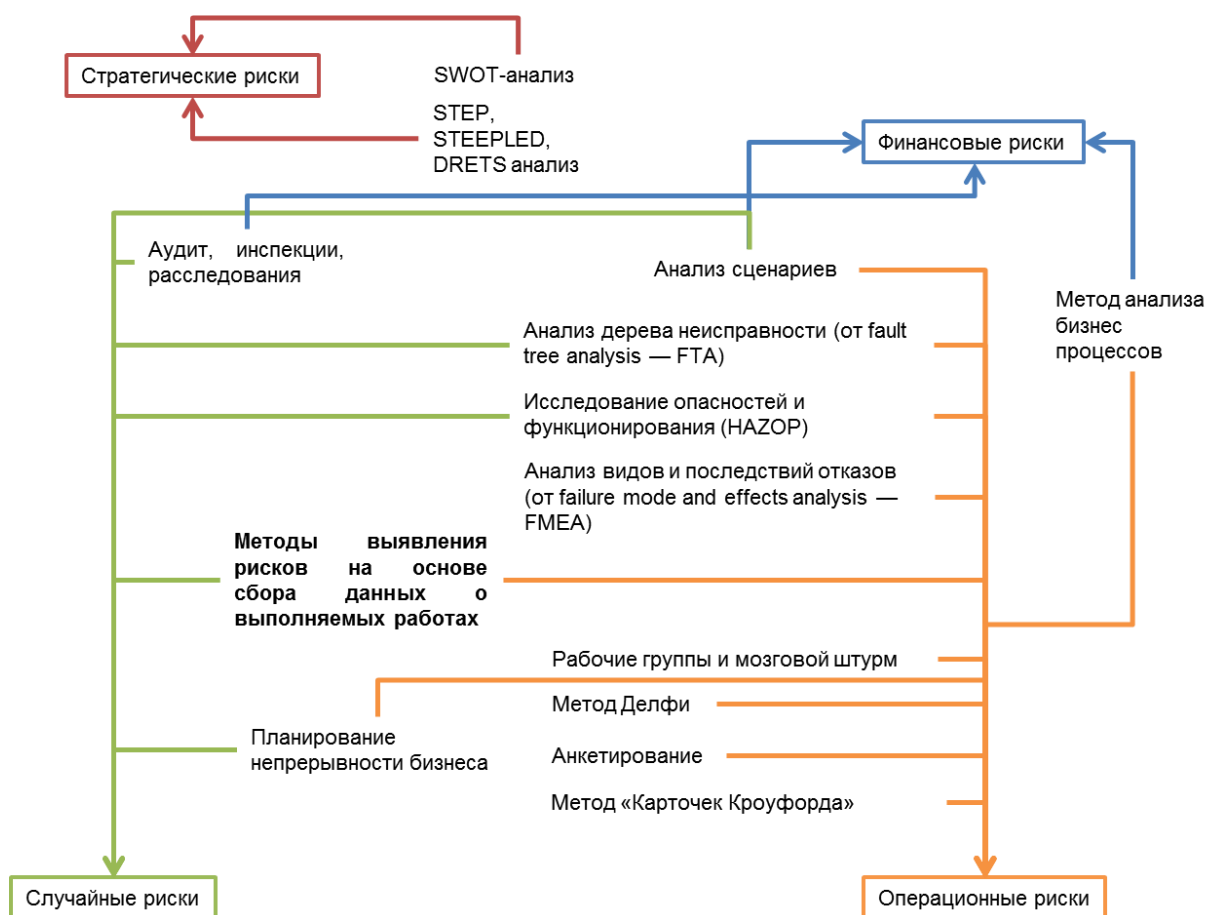 Стратегические риски
SWOT-анализ
STEP,
STEEPLED,
DRETS анализ
Финансовые риски
Аудит, инспекции,
расследования
Анализ сценариев
Метод анализа
бизнес
процессов
Анализ дерева неисправности (от fault
tree analysis — FTA)
Исследование опасностей и
функционирования (HAZOP)
Анализ видов и последствий отказов
(от failure mode and effects analysis —
FMEA)
Методы выявления
рисков на основе
сбора данных о
выполняемых работах
Рабочие группы и мозговой штурм
Метод Делфи
Планирование
непрерывности бизнеса
Анкетирование
Метод «Карточек Кроуфорда»
Случайные риски
Операционные риски